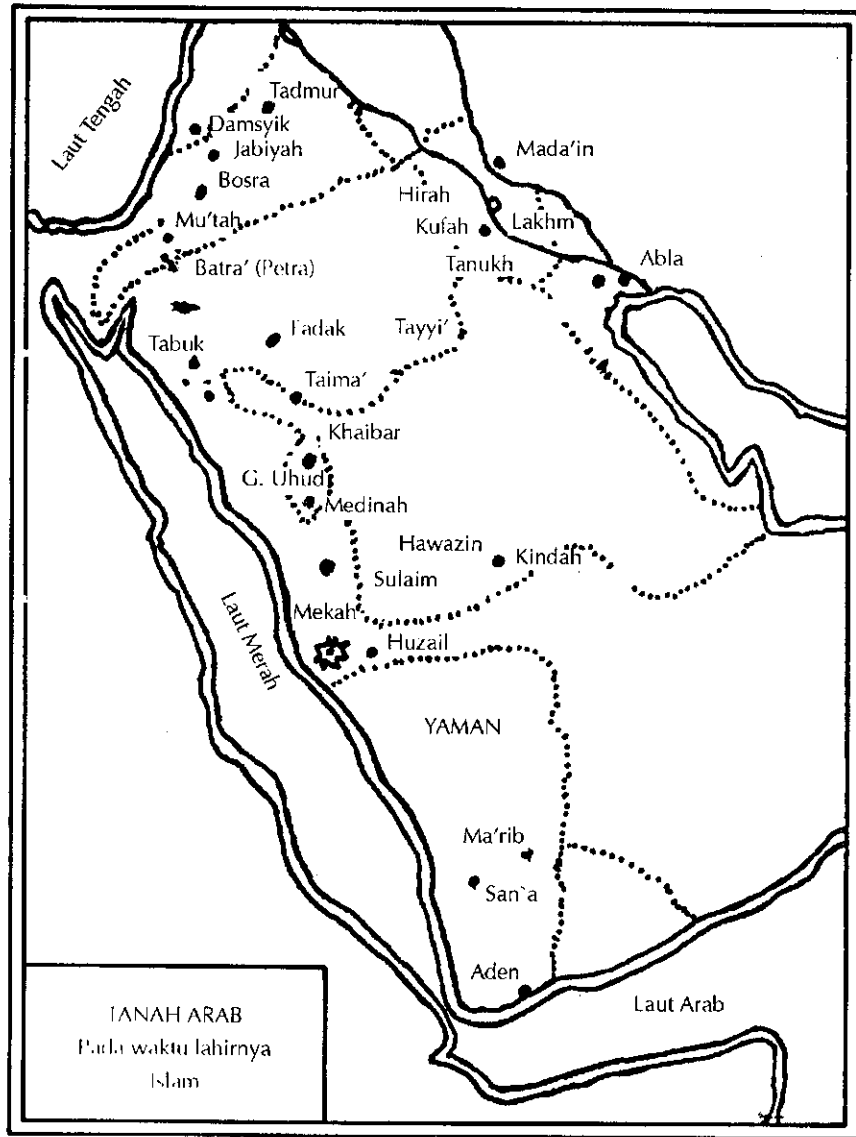 Laut Tengah
Tadmur
Damsyik
Jabiyah
Bosra
Mada'in
Hirah
Mu'tah
Kufah
Lakhm
Tanukh
Abla
Batra' (Petra)
Fadak
Tayyi'
Tabuk
Taima'
Khaibar
G. Uhud
Medinah
Hawazin
Kindah
Sulaim
Mekah
Huzail
Laut Merah
YAMAN
Ma'rib
San`a
Aden
Laut Arab
TANAH ARAB
Pada waktu lahirnya
Islam